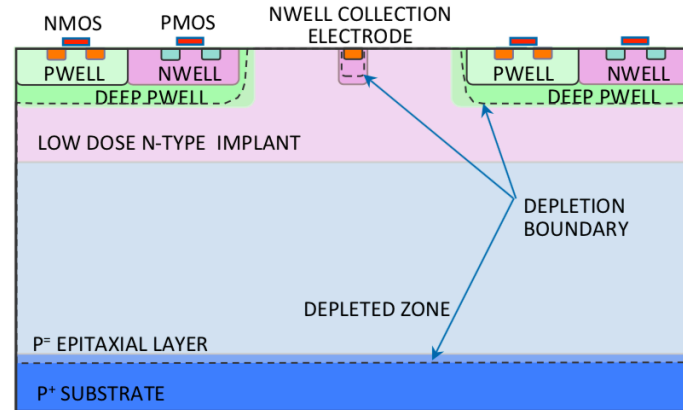 NMOS
PMOS
NWELL COLLECTION
ELECTRODE
PWELL
NWELL
PWELL
NWELL
DEEP PWELL
DEEP PWELL
LOW DOSE N-TYPE IMPLANT
DEPLETION
BOUNDARY
DEPLETED ZONE
P⁼ EPITAXIAL LAYER
P⁺ SUBSTRATE